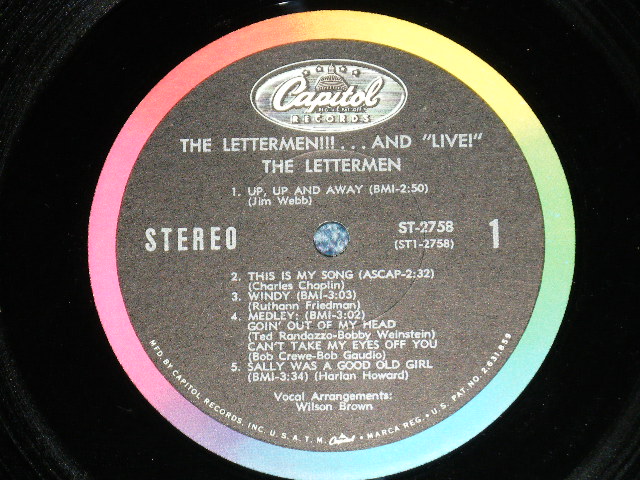 Capitol
RECORDS
THE LETTERMEN!!! . . . AND "LIVE!"
THE LETTERMEN
1. UP, UP AND AWAY (BMI-2:50)
(Jim Webb)
STEREO
ST-2758
(ST1-2758)
1
2. THIS IS MY SONG (ASCAP-2:32)
(Charles Chaplin)
3. WINDY (BMI-3:03)
(Ruthann Friedman)
4. MEDLEY: (BMI-3:02)
GOIN' OUT OF MY HEAD
(Ted Randazzo-Bobby Weinstein)
CAN'T TAKE MY EYES OFF YOU
(Bob Crewe-Bob Gaudio)
5. SALLY WAS A GOOD OLD GIRL
(BMI-3:34) (Harlan Howard)
Vocal Arrangements:
Wilson Brown
MFD. BY CAPITOL RECORDS, INC. U. S. A. T. M. Capitol • MARCA REG. • U. S. PAT. NO. 2,631,859